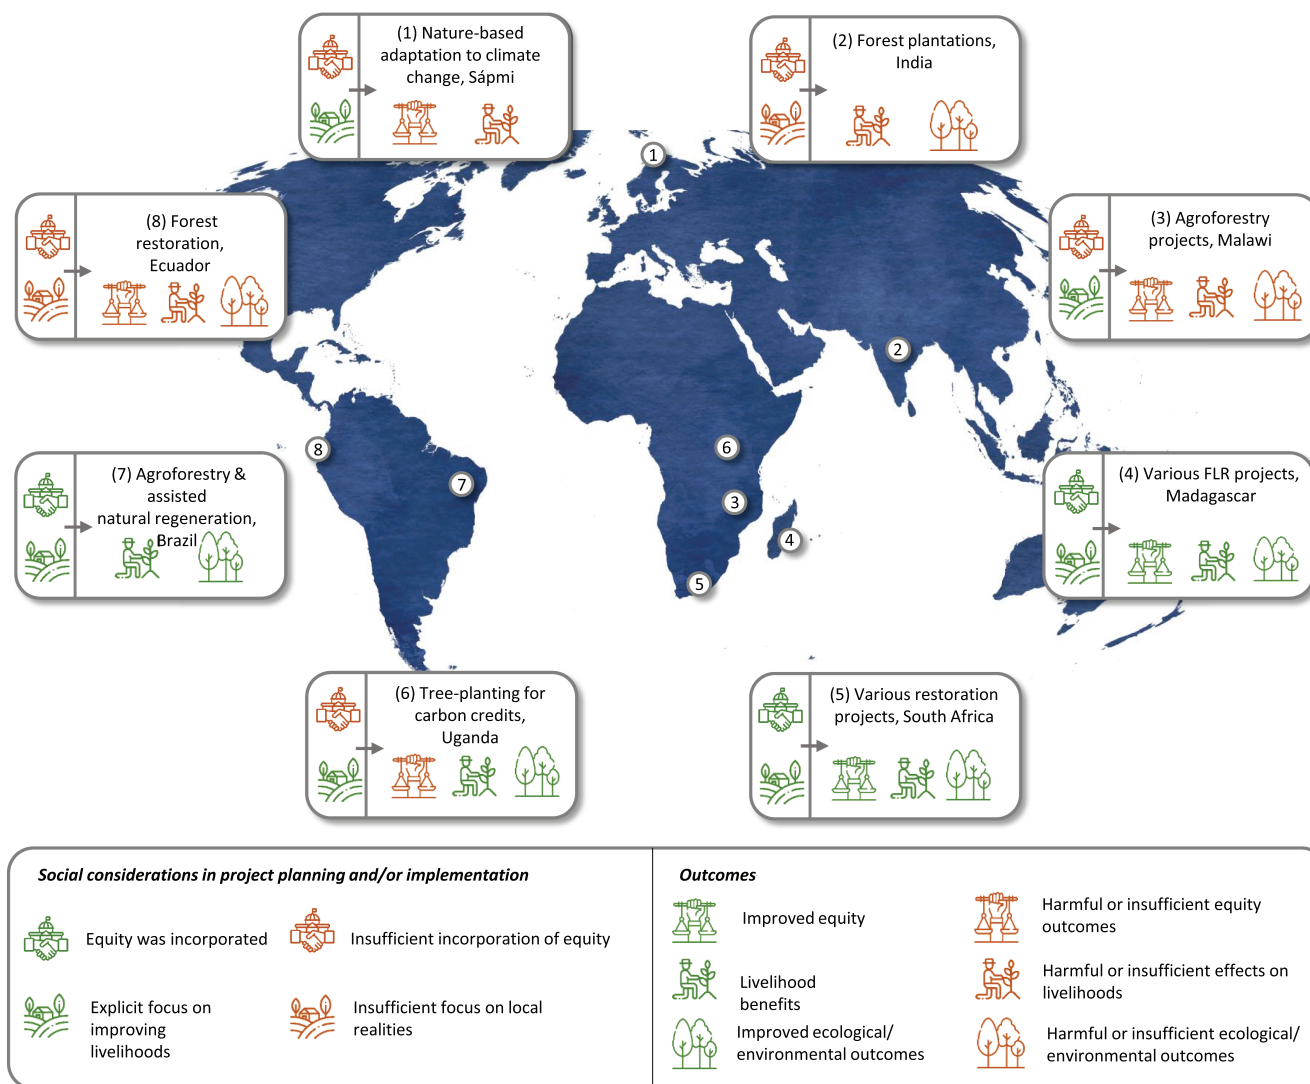 (1) Nature-based
adaptation to climate
change, Sápmi
(2) Forest plantations,
India
(8) Forest
restoration,
Ecuador
(3) Agroforestry
projects, Malawi
(7) Agroforestry &
assisted
natural regeneration,
Brazil
(4) Various FLR projects,
Madagascar
(6) Tree-planting for
carbon credits,
Uganda
(5) Various restoration
projects, South Africa
1
2
8
6
7
3
4
5
Social considerations in project planning and/or implementation
Equity was incorporated
Insufficient incorporation of equity
Explicit focus on
improving
livelihoods
Insufficient focus on local
realities
Outcomes
Improved equity
Harmful or insufficient equity
outcomes
Livelihood
benefits
Harmful or insufficient effects on
livelihoods
Improved ecological/
environmental outcomes
Harmful or insufficient ecological/
environmental outcomes